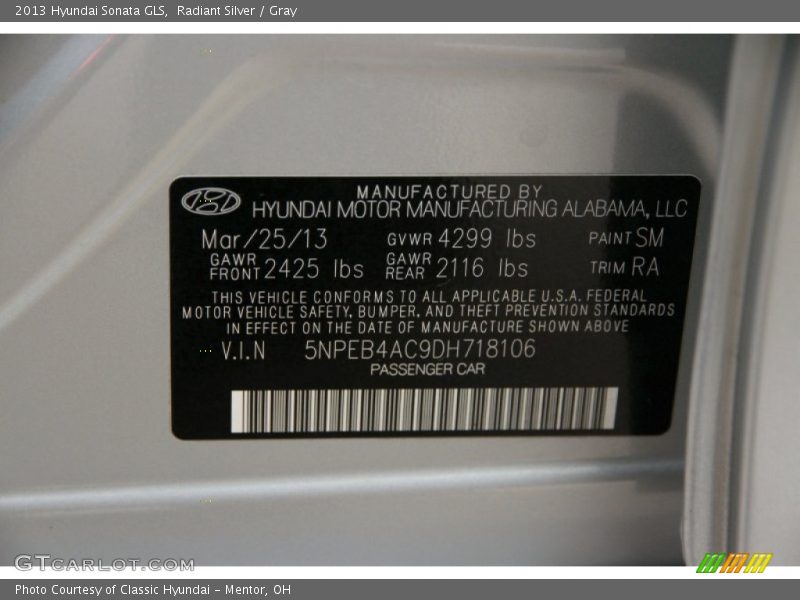 2013 Hyundai Sonata GLS,  Radiant Silver / Gray
MANUFACTURED BY
HYUNDAI MOTOR MANUFACTURING ALABAMA, LLC
Mar/25/13 GVWR 4299 lbs PAINT SM
GAWR FRONT 2425 lbs GAWR REAR 2116 lbs TRIM RA
THIS VEHICLE CONFORMS TO ALL APPLICABLE U.S.A. FEDERAL
MOTOR VEHICLE SAFETY, BUMPER, AND THEFT PREVENTION STANDARDS
IN EFFECT ON THE DATE OF MANUFACTURE SHOWN ABOVE
V.I.N 5NPEB4AC9DH718106
PASSENGER CAR
GTCARLOT.COM
Photo Courtesy of Classic Hyundai - Mentor, OH